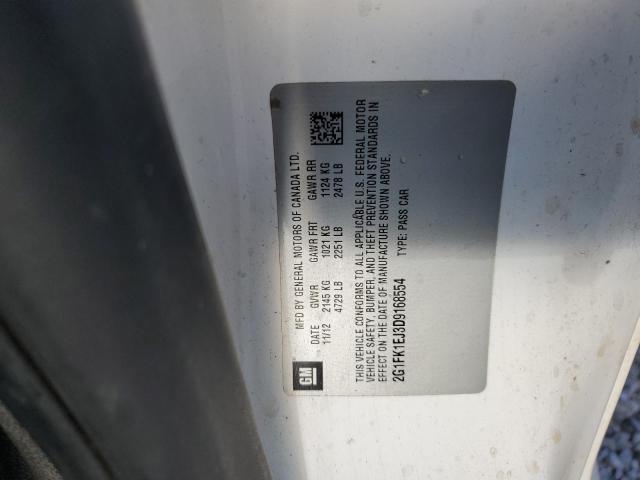 MFD BY GENERAL MOTORS OF CANADA LTD.
DATE GVWR GAWR FRT GAWR RR
11/12 2145 KG 1021 KG 1124 KG
4729 LB 2251 LB 2478 LB
GM
THIS VEHICLE CONFORMS TO ALL APPLICABLE U.S. FEDERAL MOTOR
VEHICLE SAFETY, BUMPER, AND THEFT PREVENTION STANDARDS IN
EFFECT ON THE DATE OF MANUFACTURE SHOWN ABOVE.
2G1FK1EJ3D9168554 TYPE: PASS CAR